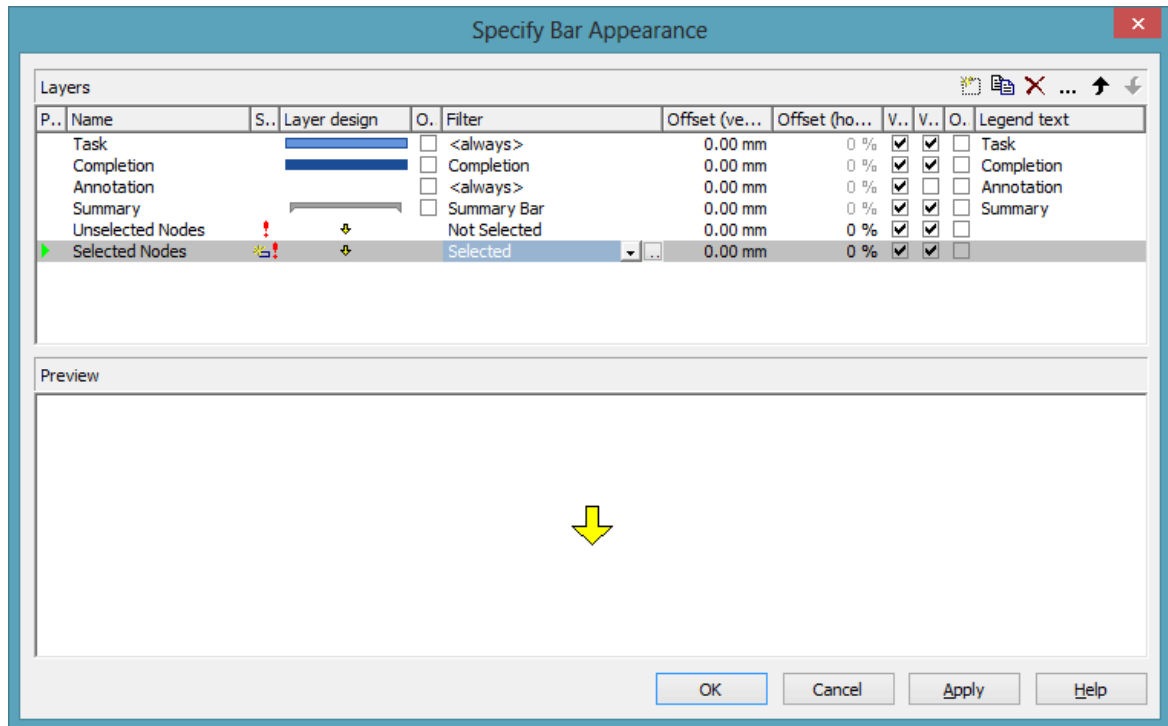 Specify Bar Appearance
Layers
P.. Name S.. Layer design O. Filter Offset (ve... Offset (ho... V.. V.. O. Legend text
Task <always> 0.00 mm 0 % Task
Completion Completion 0.00 mm 0 % Completion
Annotation <always> 0.00 mm 0 % Annotation
Summary Summary Bar 0.00 mm 0 % Summary
Unselected Nodes Not Selected 0.00 mm 0 %
Selected Nodes Selected .. 0.00 mm 0 %
Preview
OK Cancel Apply Help